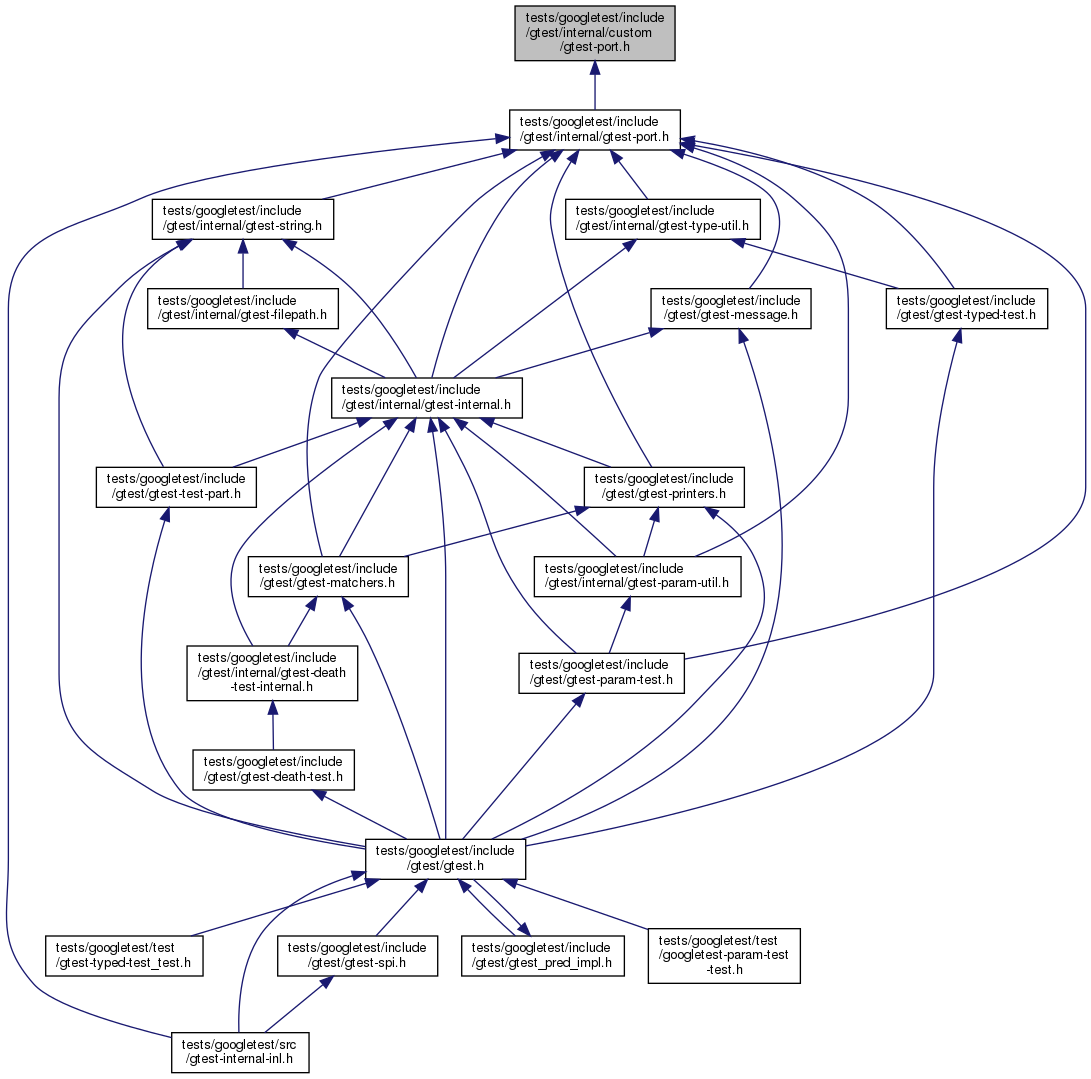 tests/googletest/include
/gtest/internal/custom
/gtest-port.h
tests/googletest/include
/gtest/internal/gtest-port.h
tests/googletest/include
/gtest/internal/gtest-string.h
tests/googletest/include
/gtest/internal/gtest-type-util.h
tests/googletest/include
/gtest/internal/gtest-filepath.h
tests/googletest/include
/gtest/gtest-message.h
tests/googletest/include
/gtest/gtest-typed-test.h
tests/googletest/include
/gtest/internal/gtest-internal.h
tests/googletest/include
/gtest/gtest-test-part.h
tests/googletest/include
/gtest/gtest-printers.h
tests/googletest/include
/gtest/gtest-matchers.h
tests/googletest/include
/gtest/internal/gtest-param-util.h
tests/googletest/include
/gtest/internal/gtest-death
-test-internal.h
tests/googletest/include
/gtest/gtest-param-test.h
tests/googletest/include
/gtest/gtest-death-test.h
tests/googletest/include
/gtest/gtest.h
tests/googletest/test
/gtest-typed-test_test.h
tests/googletest/include
/gtest/gtest-spi.h
tests/googletest/include
/gtest/gtest_pred_impl.h
tests/googletest/test
/googletest-param-test
-test.h
tests/googletest/src
/gtest-internal-inl.h